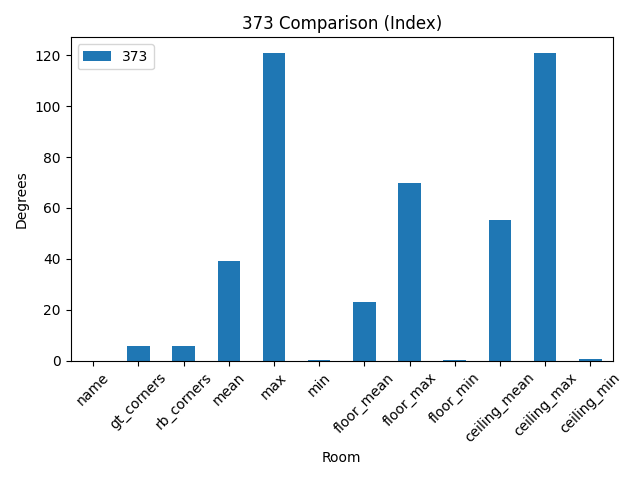 373 Comparison (Index)
373
Degrees
120
100
80
60
40
20
0
name
gt_corners
rb_corners
mean
max
min
floor_mean
floor_max
floor_min
ceiling_mean
ceiling_max
ceiling_min
Room